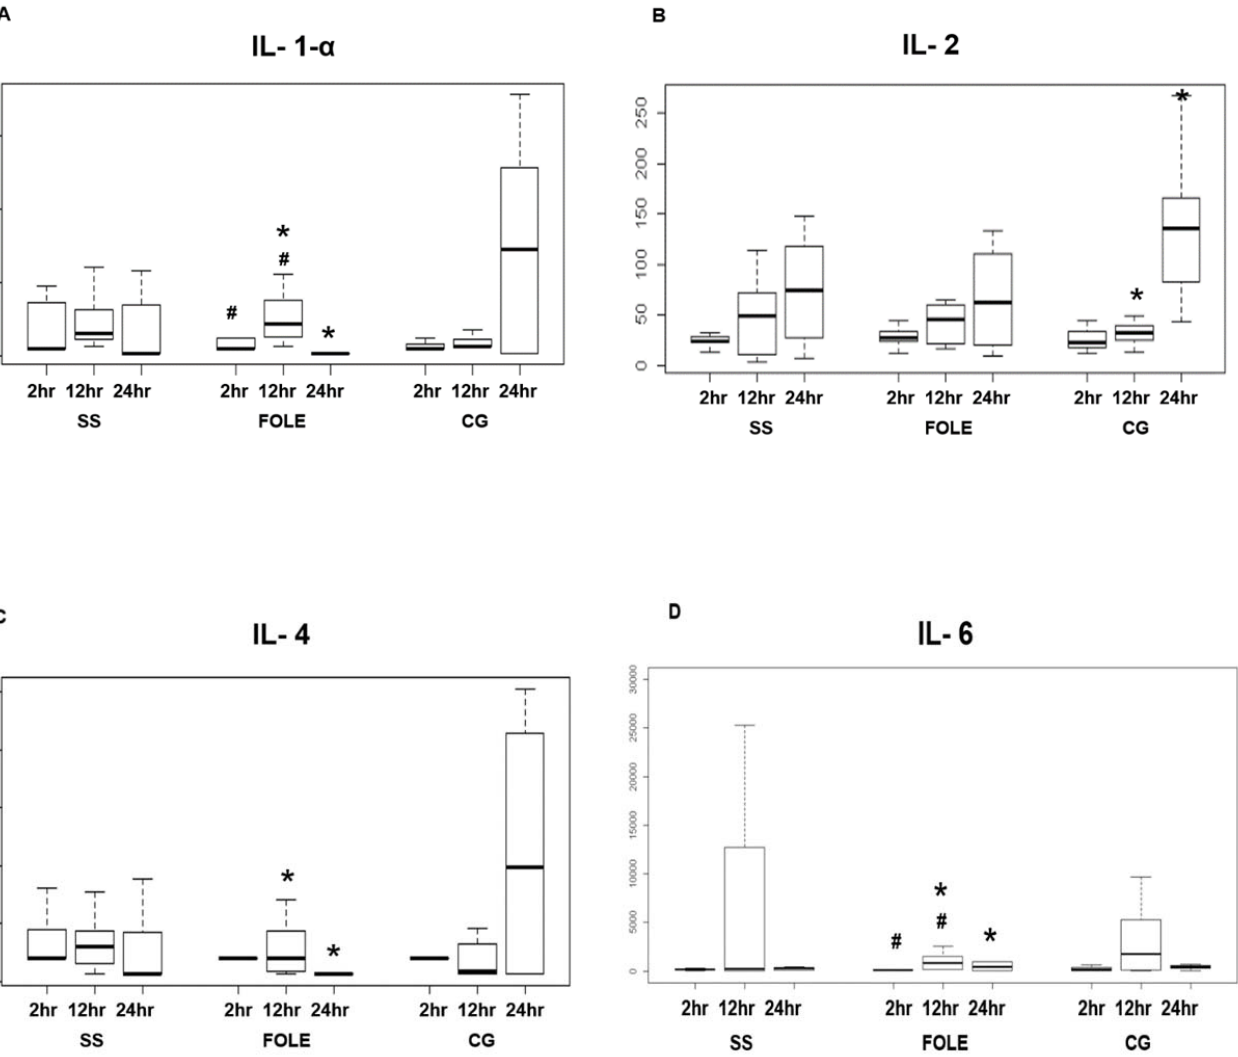 A
IL- 1-α
* 
#
#
*
2hr 12hr 24hr 2hr 12hr 24hr 2hr 12hr 24hr
SS FOLE CG
B
IL- 2
250
200
150
100
50
0
*
*
2hr 12hr 24hr 2hr 12hr 24hr 2hr 12hr 24hr
SS FOLE CG
C
IL- 4
*
*
2hr 12hr 24hr 2hr 12hr 24hr 2hr 12hr 24hr
SS FOLE CG
D
IL- 6
30000
25000
20000
15000
10000
5000
0
*
#
#
*
2hr 12hr 24hr 2hr 12hr 24hr 2hr 12hr 24hr
SS FOLE CG